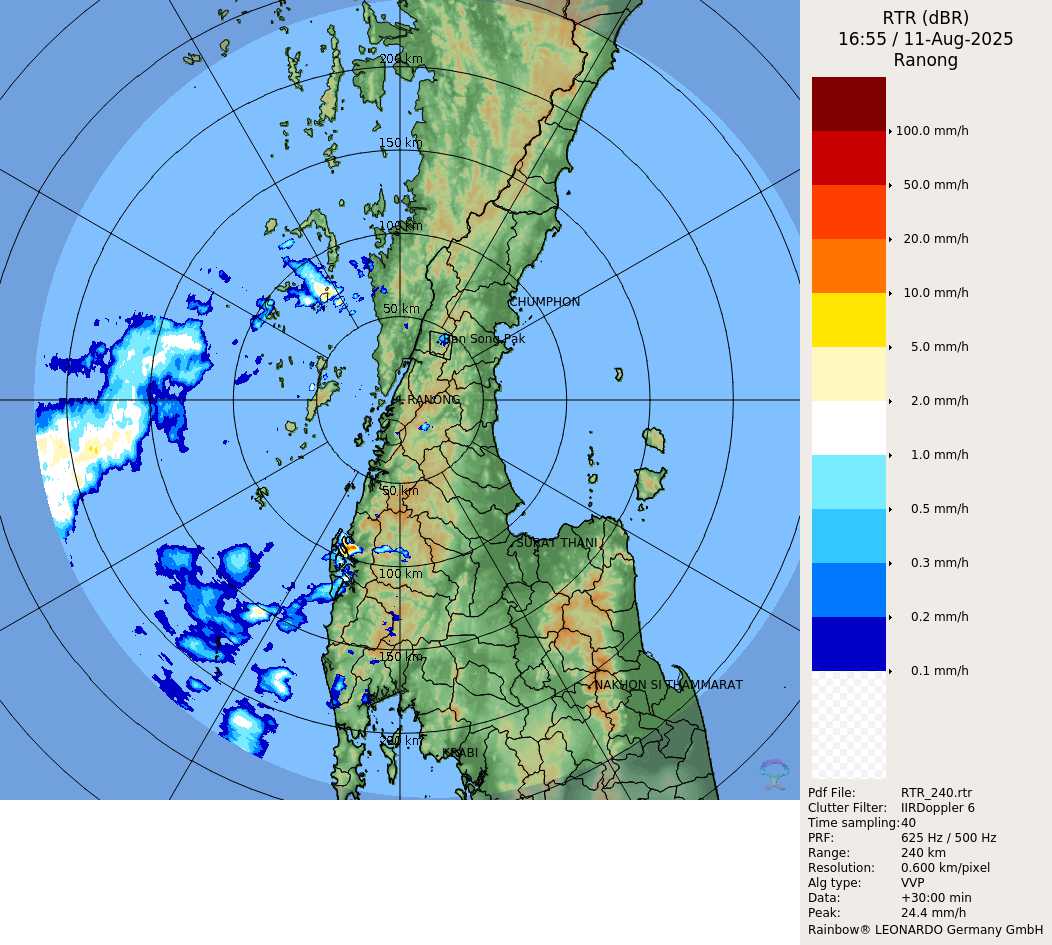 RTR (dBR)
16:55 / 11-Aug-2025
Ranong
200 km
150 km
100 km
50 km
CHUMPHON
Ban Song Pak
RANONG
50 km
SURAT THANI
100 km
150 km
NAKHON SI THAMMARAT
200 km
KRABI
100.0 mm/h
50.0 mm/h
20.0 mm/h
10.0 mm/h
5.0 mm/h
2.0 mm/h
1.0 mm/h
0.5 mm/h
0.3 mm/h
0.2 mm/h
0.1 mm/h
Pdf File: RTR_240.rtr
Clutter Filter: IIRDoppler 6
Time sampling: 40
PRF: 625 Hz / 500 Hz
Range: 240 km
Resolution: 0.600 km/pixel
Alg type: VVP
Data: +30:00 min
Peak: 24.4 mm/h
Rainbow® LEONARDO Germany GmbH